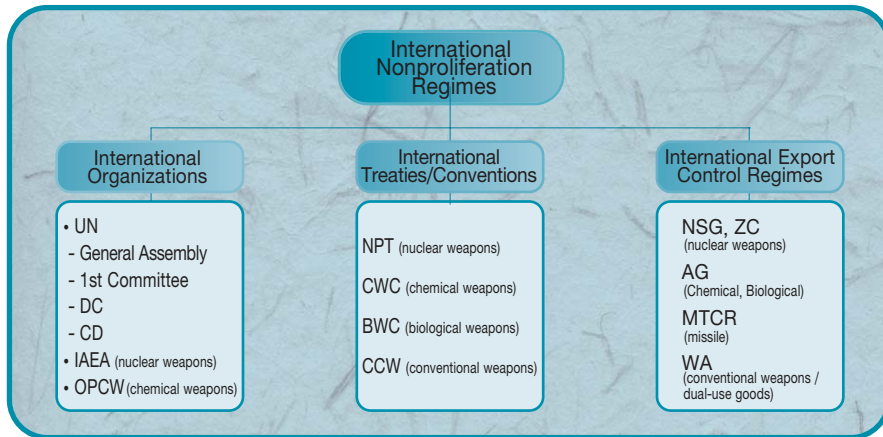 International
Nonproliferation
Regimes
International
Organizations
• UN
- General Assembly
- 1st Committee
- DC
- CD
• IAEA (nuclear weapons)
• OPCW (chemical weapons)
International
Treaties/Conventions
NPT (nuclear weapons)
CWC (chemical weapons)
BWC (biological weapons)
CCW (conventional weapons)
International Export
Control Regimes
NSG, ZC
(nuclear weapons)
AG
(Chemical, Biological)
MTCR
(missile)
WA
(conventional weapons /
dual-use goods)